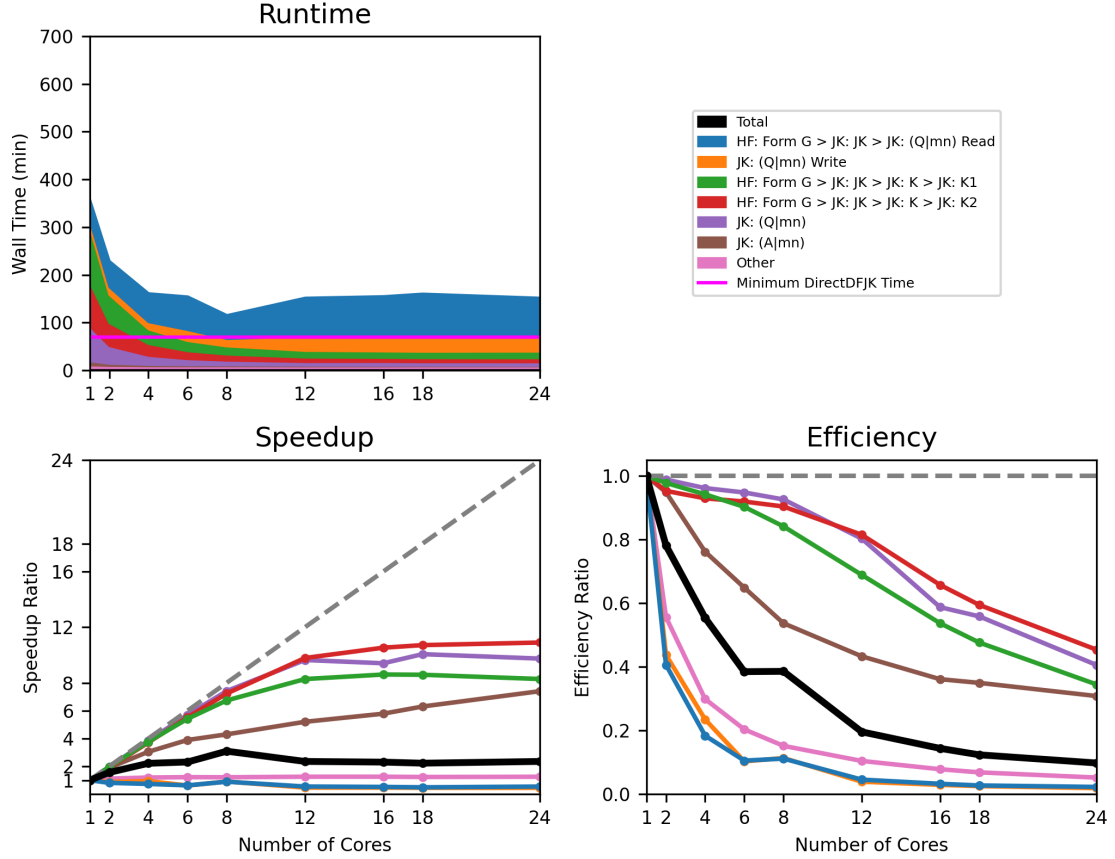 Runtime
Wall Time (min)
700
600
500
400
300
200
100
0
1 2 4 6 8 12 16 18 24
Total
HF: Form G > JK: JK > JK: (Q|mn) Read
JK: (Q|mn) Write
HF: Form G > JK: JK > JK: K > JK: K1
HF: Form G > JK: JK > JK: K > JK: K2
JK: (Q|mn)
JK: (A|mn)
Other
Minimum DirectDFJK Time
Speedup
Speedup Ratio
24
18
16
12
8
6
4
2
1
1 2 4 6 8 12 16 18 24
Number of Cores
Efficiency
Efficiency Ratio
1.0
0.8
0.6
0.4
0.2
0.0
1 2 4 6 8 12 16 18 24
Number of Cores